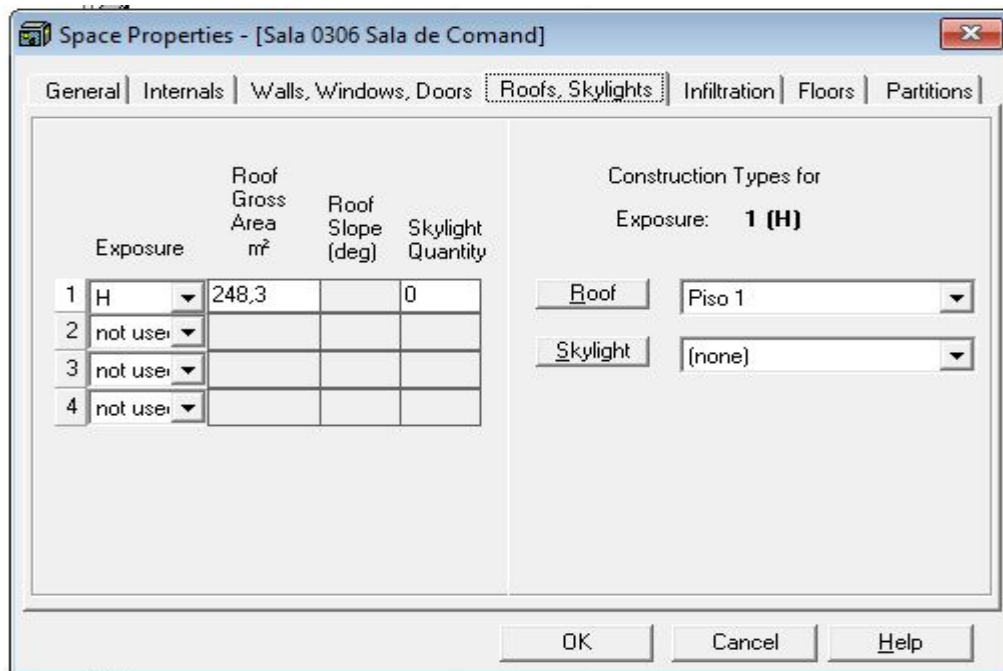 Space Properties - [Sala 0306 Sala de Comand]
General Internals Walls, Windows, Doors Roofs, Skylights Infiltration Floors Partitions
Exposure
Roof
Gross
Area
m²
Roof
Slope
(deg)
Skylight
Quantity
1 H 248,3 0
2 not use
3 not use
4 not use
Construction Types for
Exposure: 1 (H)
Roof Piso 1
Skylight (none)
OK Cancel Help